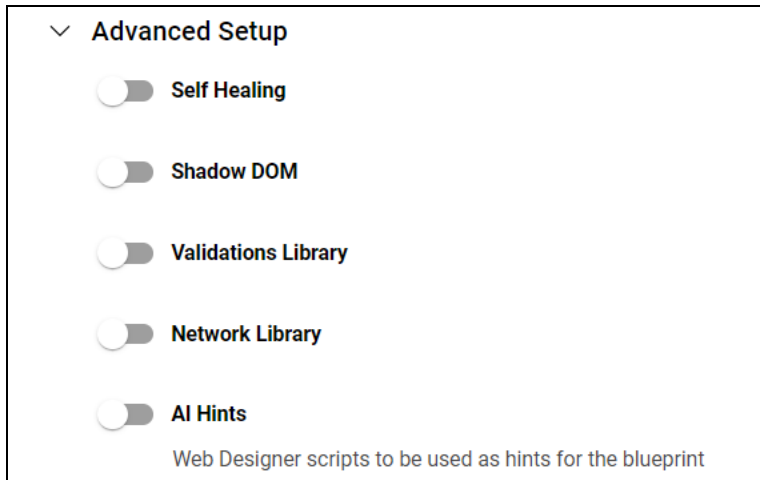 Advanced Setup
Self Healing
Shadow DOM
Validations Library
Network Library
AI Hints
Web Designer scripts to be used as hints for the blueprint